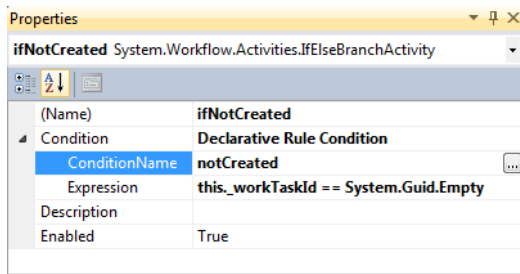 Properties
ifNotCreated System.Workflow.Activities.IfElseBranchActivity
(Name) ifNotCreated
Condition Declarative Rule Condition
ConditionName notCreated ...
Expression this._workTaskId == System.Guid.Empty
Description
Enabled True